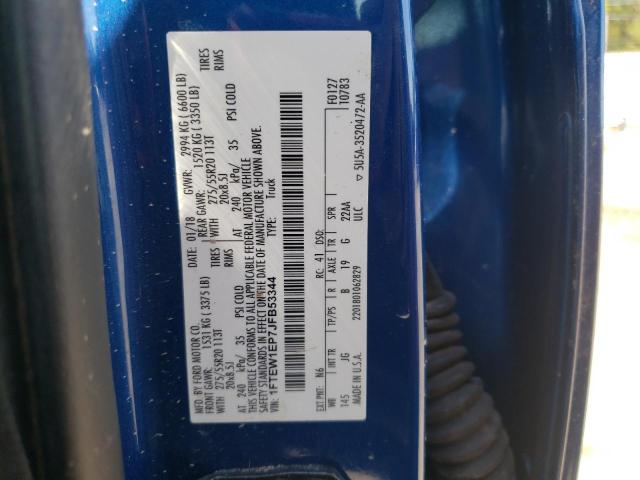 MFD. BY FORD MOTOR CO.
DATE: 01/18 GVWR: 2994 KG ( 6600 LB)
FRONT GAWR: 1531 KG ( 3375 LB) REAR GAWR: 1520 KG ( 3350 LB)
WITH 275/55R20 113T TIRES WITH 275/55R20 113T TIRES
20x8.5J RIMS 20x8.5J RIMS
AT 240 kPa/ 35 PSI COLD AT 240 kPa/ 35 PSI COLD
THIS VEHICLE CONFORMS TO ALL APPLICABLE FEDERAL MOTOR VEHICLE
SAFETY STANDARDS IN EFFECT ON THE DATE OF MANUFACTURE SHOWN ABOVE.
VIN: 1FTEW1EP7JFB53344 TYPE: Truck
F0127
EXT PNT: N6 RC: 41 DSO: 10783
WB INT TR TP/PS R AXLE TR SPR
145 JG B 19 G 22AA
MADE IN U.S.A. 2201B01062829 ULC ▽ 5U5A-3520472-AA